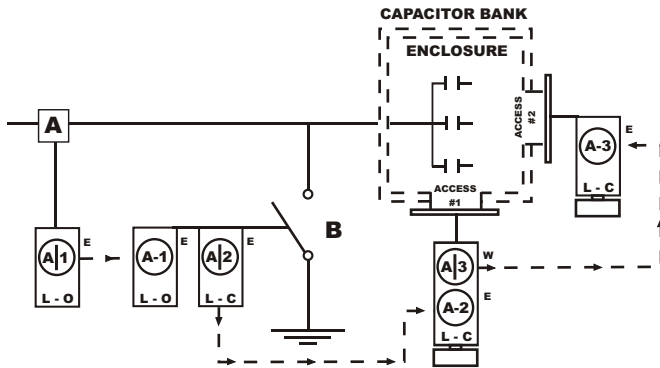 CAPACITOR BANK
ENCLOSURE
A
ACCESS
#2
E
A-3
L - C
ACCESS
#1
B
E
A|1
L - O
E
A-1
L - O
E
A|2
L - C
W
A|3
E
A-2
L - C